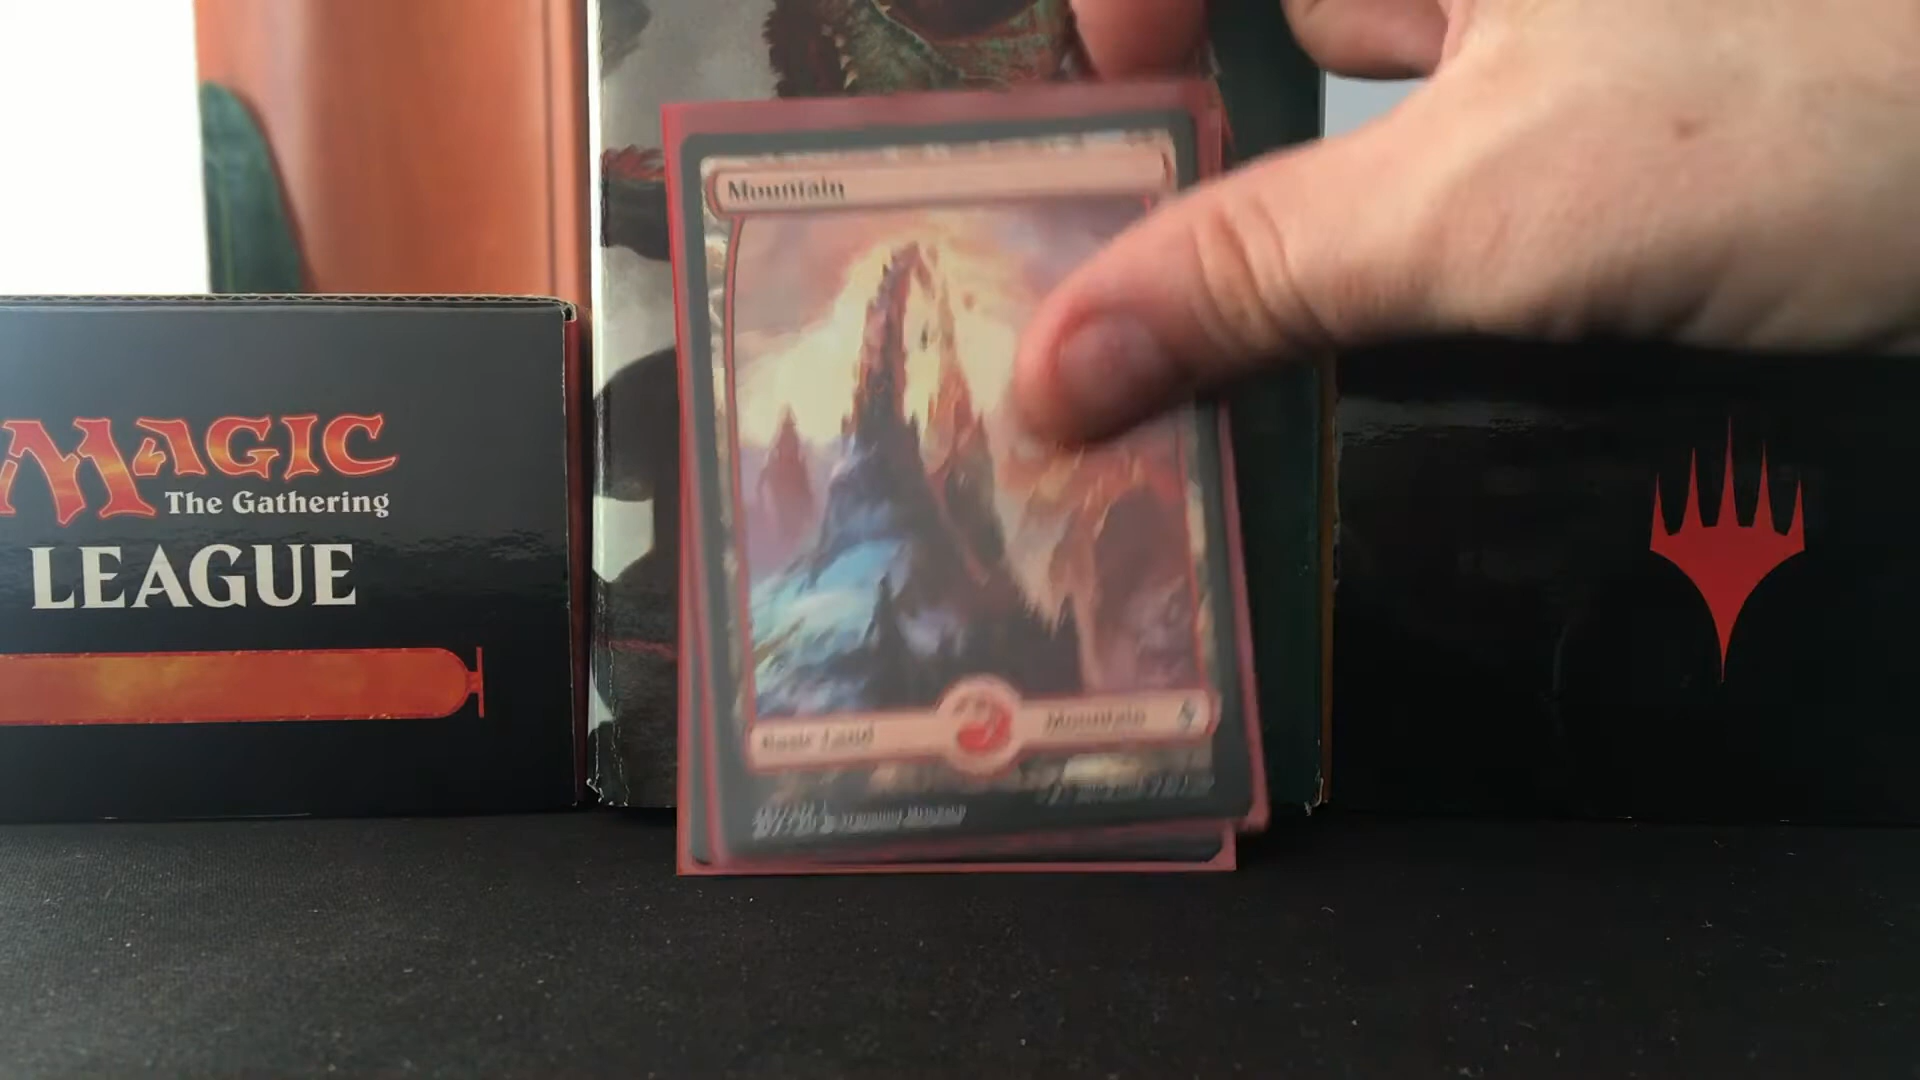 Mountain
MAGIC
The Gathering
LEAGUE
Basic Land
Mountain